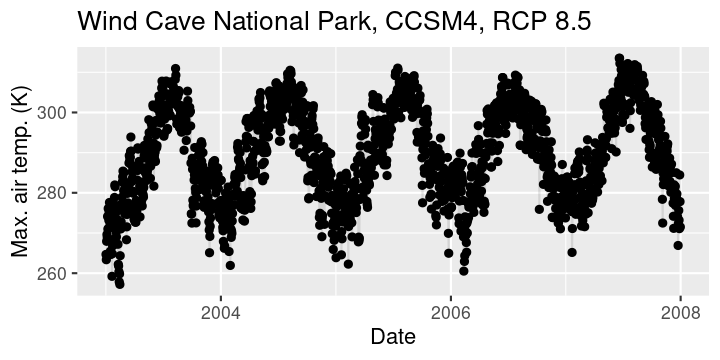 Wind Cave National Park, CCSM4, RCP 8.5
Max. air temp. (K)
300
280
260
2004
2006
2008
Date